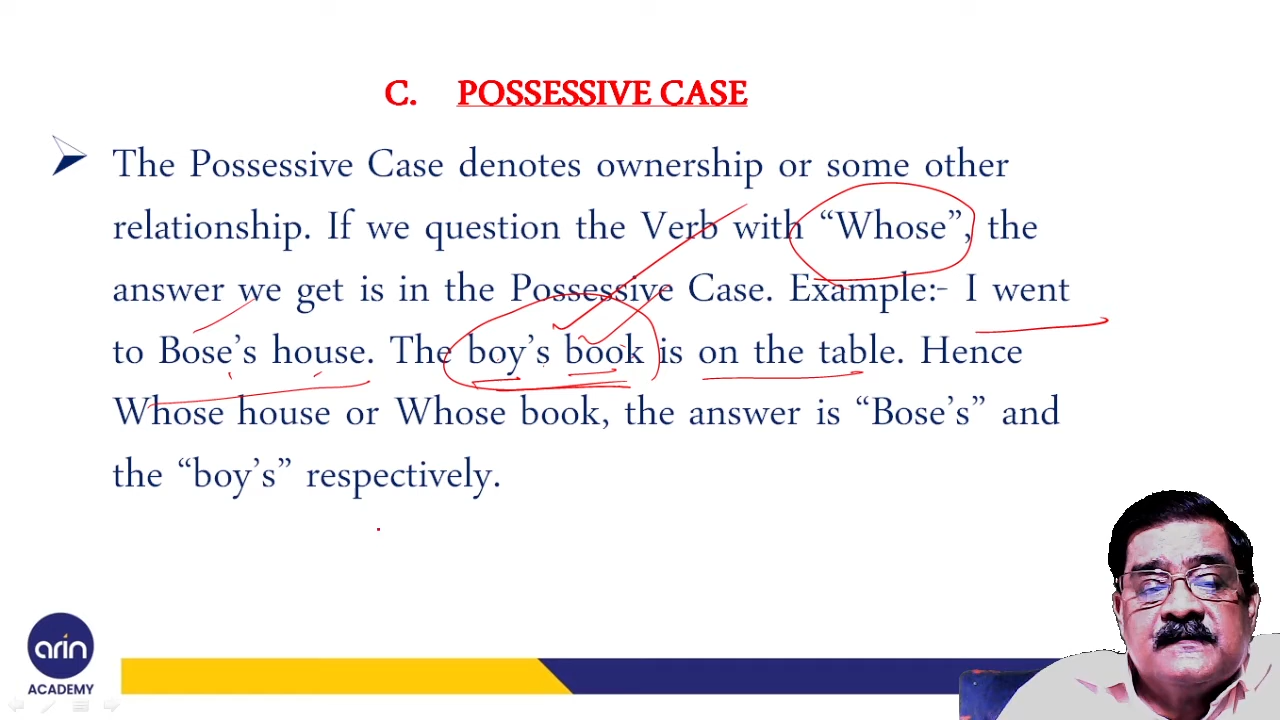 C. POSSESSIVE CASE
The Possessive Case denotes ownership or some other
relationship. If we question the Verb with “Whose”, the
answer we get is in the Possessive Case. Example:- I went
to Bose’s house. The boy’s book is on the table. Hence
Whose house or Whose book, the answer is “Bose’s” and
the “boy’s” respectively.
arin
ACADEMY